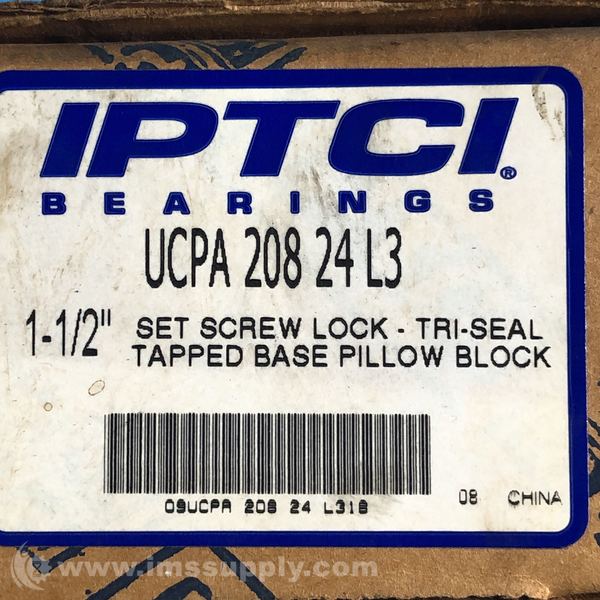 IPTCI®
BEARINGS
UCPA 208 24 L3
1-1/2" SET SCREW LOCK - TRI-SEAL
TAPPED BASE PILLOW BLOCK
09UCPA 208 24 L318
08 CHINA
© www.imssupply.com